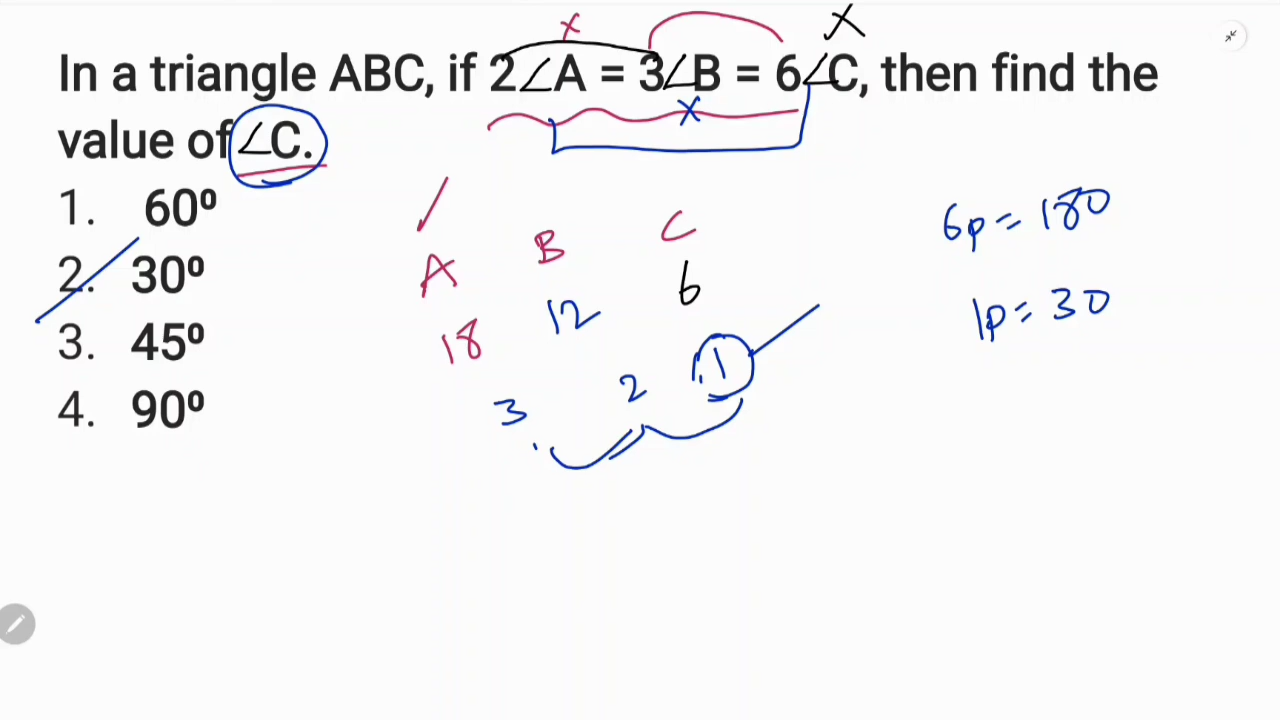 In a triangle ABC, if 2∠A = 3∠B = 6∠C, then find the
value of ∠C.
1. 60⁰
2. 30⁰
3. 45⁰
4. 90⁰
A B C
18 12 6
3 2 1
6p = 180
1p = 30